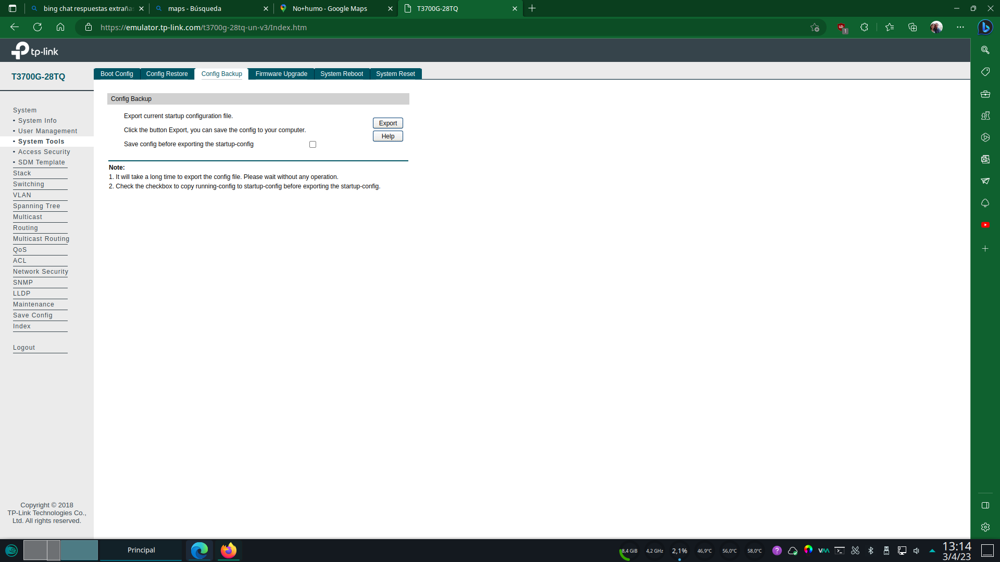 bing chat respuestas extrañas
maps - Búsqueda
No+humo - Google Maps
T3700G-28TQ
https://emulator.tp-link.com/t3700g-28tq-un-v3/Index.htm
1
tp-link
T3700G-28TQ
Boot Config
Config Restore
Config Backup
Firmware Upgrade
System Reboot
System Reset
System
• System Info
• User Management
• System Tools
• Access Security
• SDM Template
Stack
Switching
VLAN
Spanning Tree
Multicast
Routing
Multicast Routing
QoS
ACL
Network Security
SNMP
LLDP
Maintenance
Save Config
Index
Logout
Copyright © 2018
TP-Link Technologies Co.,
Ltd. All rights reserved.
Config Backup
Export current startup configuration file.
Click the button Export, you can save the config to your computer.
Save config before exporting the startup-config
Export
Help
Note:
1. It will take a long time to export the config file. Please wait without any operation.
2. Check the checkbox to copy running-config to startup-config before exporting the startup-config.
Principal
8,4 GiB
4,2 GHz
2,1%
46,9°C
56,0°C
58,0°C
13:14
3/4/23